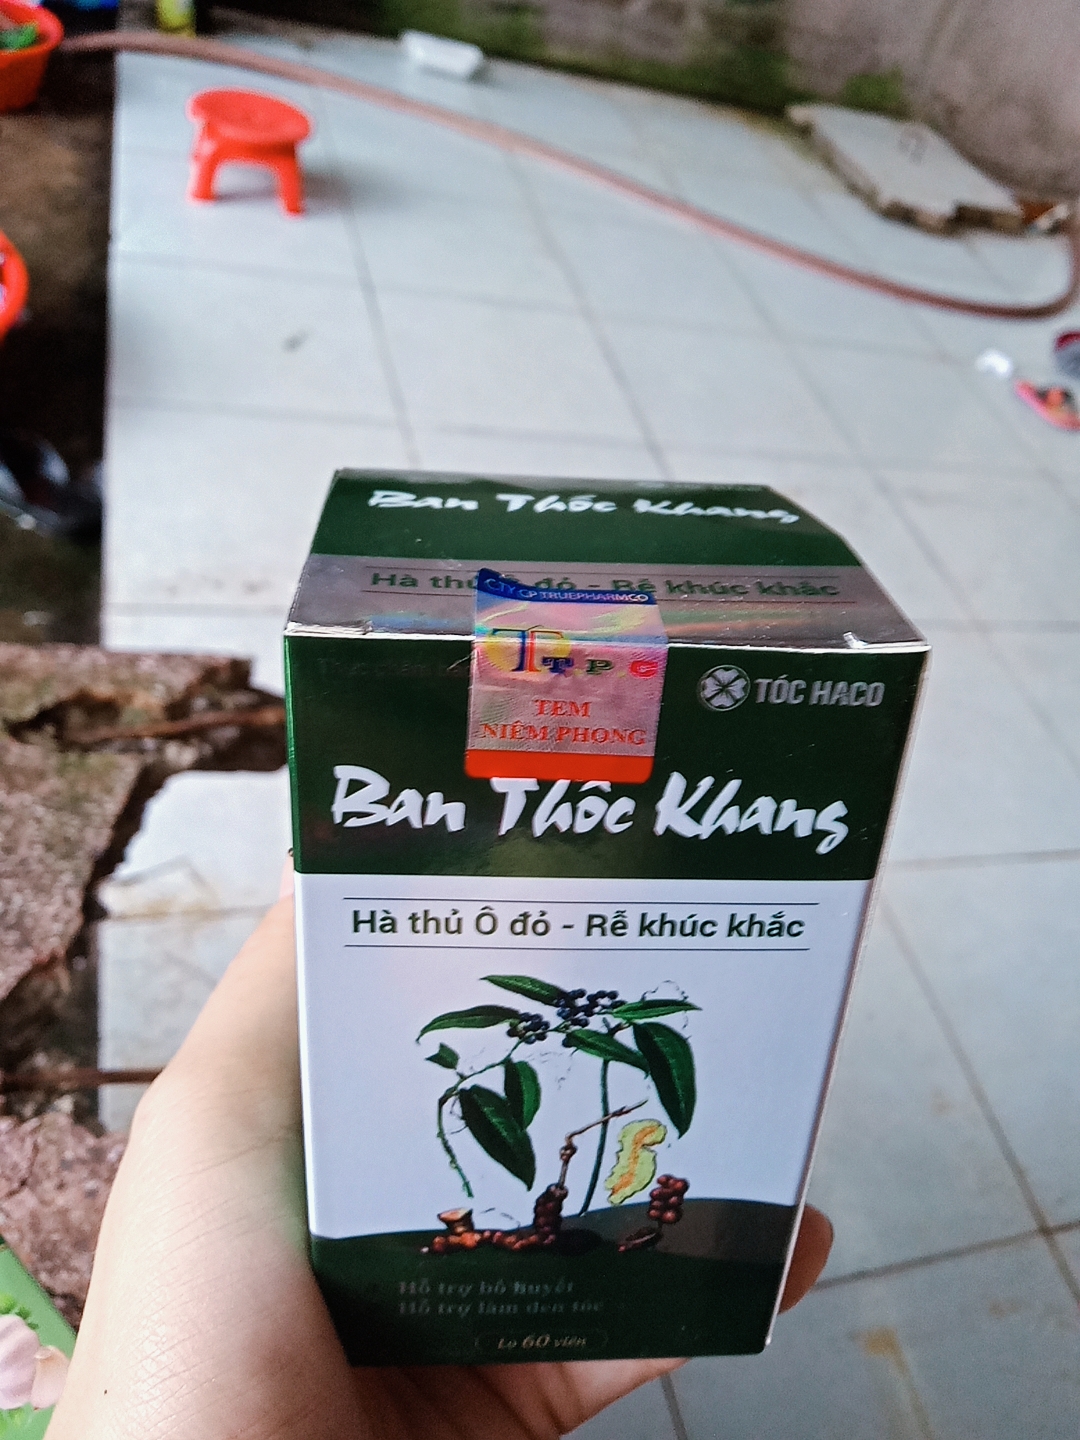 Ban Thốc Khang
Hà thủ Ô đỏ - Rễ khúc khắc
CTY CP TRUEPHARMCO
T.P.C
TEM
NIÊM PHONG
TÓC HACO
Ban Thốc Khang
Hà thủ Ô đỏ - Rễ khúc khắc
Hỗ trợ bổ huyết
Hỗ trợ làm đen tóc
Lọ 60 viên